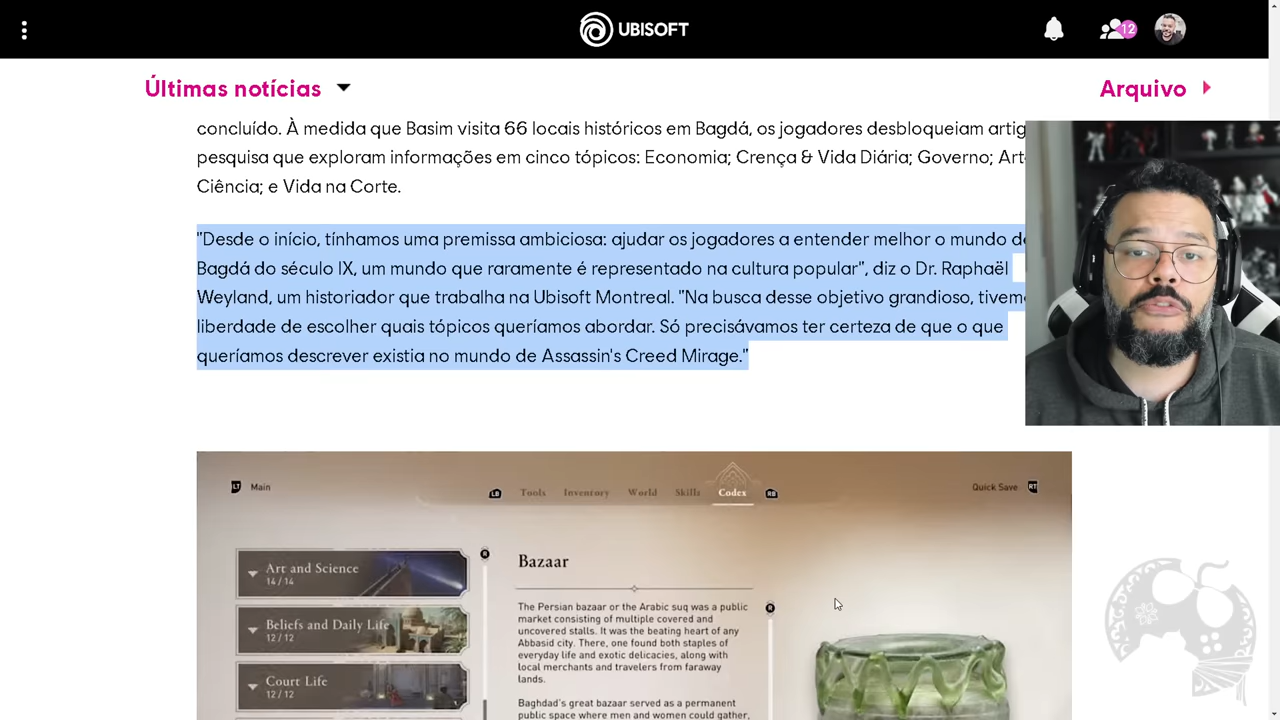 UBISOFT
12
Últimas notícias
Arquivo
concluído. À medida que Basim visita 66 locais históricos em Bagdá, os jogadores desbloqueiam
pesquisa que exploram informações em cinco tópicos: Economia; Crença & Vida Diária; Governo;
Ciência; e Vida na Corte.
"Desde o início, tínhamos uma premissa ambiciosa: ajudar os jogadores a entender melhor o mundo
Bagdá do século IX, um mundo que raramente é representado na cultura popular", diz o Dr. Raphaël
Weyland, um historiador que trabalha na Ubisoft Montreal. "Na busca desse objetivo grandioso,
liberdade de escolher quais tópicos queríamos abordar. Só precisávamos ter certeza de que o que
queríamos descrever existia no mundo de Assassin's Creed Mirage."
LT Main
LB Tools Inventory World Skills Codex RB
Quick Save RT
Art and Science
14 / 14
Beliefs and Daily Life
12 / 12
Court Life
12 / 12
R
Bazaar
The Persian bazaar or the Arabic suq was a public
market consisting of multiple covered and
uncovered stalls. It was the beating heart of any
Abbasid city. There, one found both staples of
everyday life and exotic delicacies, along with
local merchants and travelers from faraway
lands.
Baghdad's great bazaar served as a permanent
public space where men and women could gather,
R